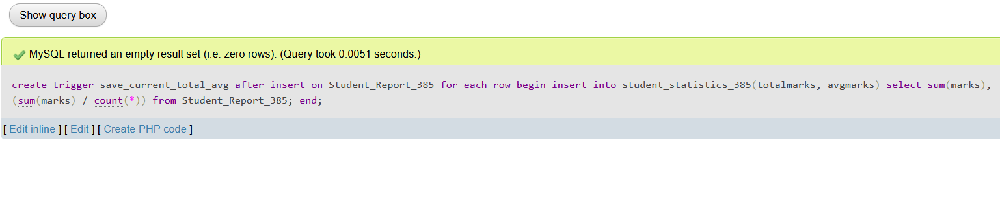 Show query box
MySQL returned an empty result set (i.e. zero rows). (Query took 0.0051 seconds.)
create trigger save_current_total_avg after insert on Student_Report_385 for each row begin insert into student_statistics_385(totalmarks, avgmarks) select sum(marks),
(sum(marks) / count(*)) from Student_Report_385; end;
[ Edit inline ] [ Edit ] [ Create PHP code ]